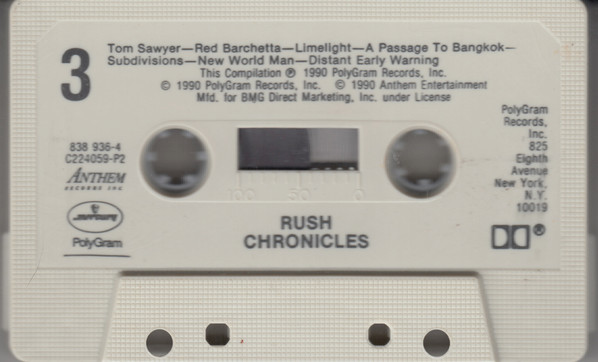 3
Tom Sawyer—Red Barchetta—Limelight—A Passage To Bangkok—
Subdivisions—New World Man—Distant Early Warning
This Compilation ℗ 1990 PolyGram Records, Inc.
© 1990 PolyGram Records, Inc. © 1990 Anthem Entertainment
Mfd. for BMG Direct Marketing, Inc. under License
PolyGram
Records,
Inc.
825
Eighth
Avenue
New York,
N.Y.
10019
838 936-4
C224059-P2
ANTHEM
RECORDS INC
mercury
PolyGram
100 50 0
RUSH
CHRONICLES
®